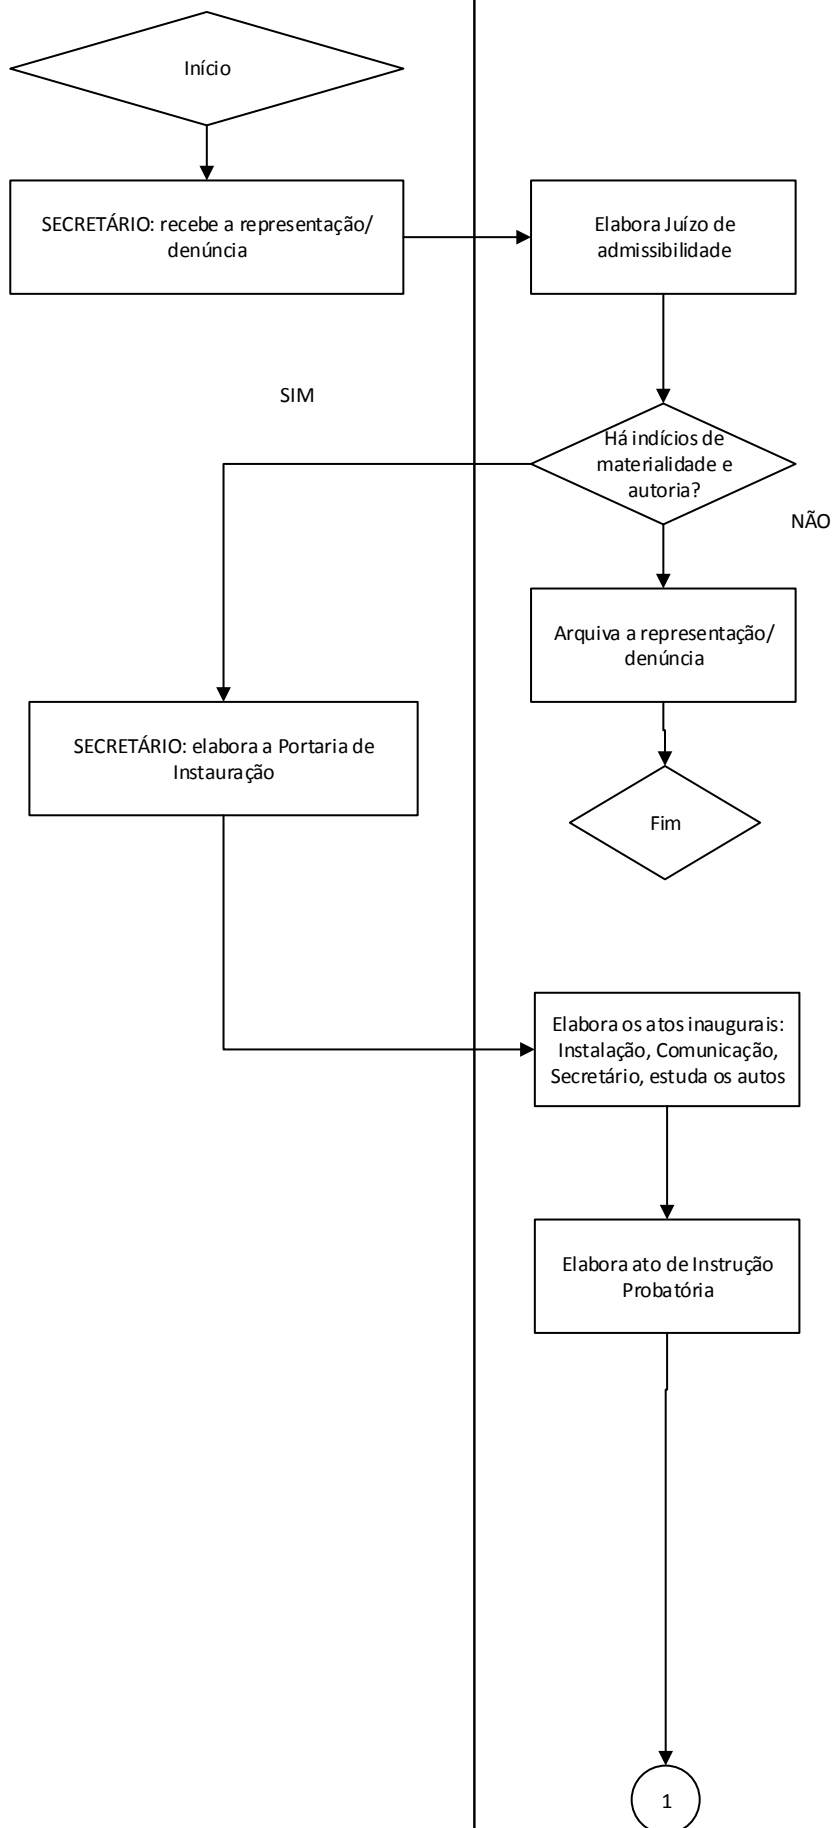 Início
SECRETÁRIO: recebe a representação/
denúncia
Elabora Juízo de
admissibilidade
SIM
Há indícios de
materialidade e
autoria?
NÃO
Arquiva a representação/
denúncia
SECRETÁRIO: elabora a Portaria de
Instauração
Fim
Elabora os atos inaugurais:
Instalação, Comunicação,
Secretário, estuda os autos
Elabora ato de Instrução
Probatória
1